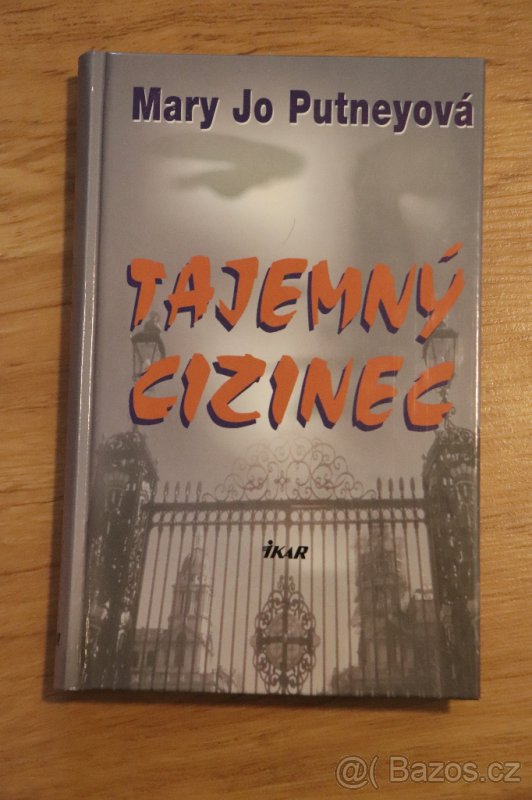 Mary Jo Putneyová
TAJEMNÝ
CIZINEC
IKAR
@( Bazos.cz